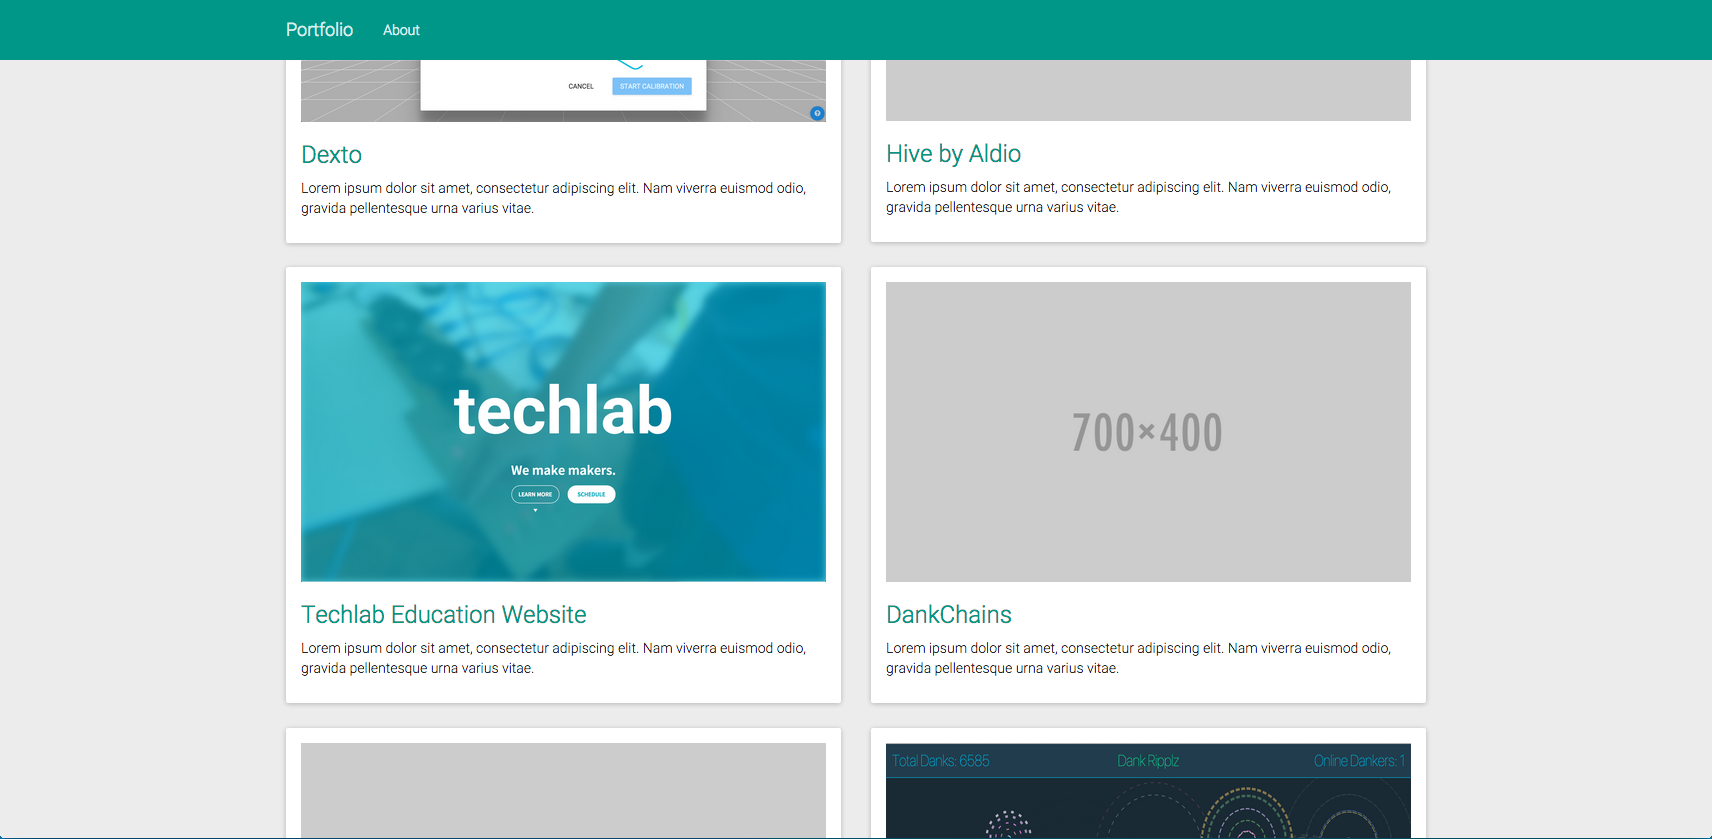 Portfolio About
CANCEL START CALIBRATION
Dexto
Lorem ipsum dolor sit amet, consectetur adipiscing elit. Nam viverra euismod odio,
gravida pellentesque urna varius vitae.
Hive by Aldio
Lorem ipsum dolor sit amet, consectetur adipiscing elit. Nam viverra euismod odio,
gravida pellentesque urna varius vitae.
techlab
We make makers.
LEARN MORE SCHEDULE
Techlab Education Website
Lorem ipsum dolor sit amet, consectetur adipiscing elit. Nam viverra euismod odio,
gravida pellentesque urna varius vitae.
700×400
DankChains
Lorem ipsum dolor sit amet, consectetur adipiscing elit. Nam viverra euismod odio,
gravida pellentesque urna varius vitae.
Total Danks: 6585 Dank Ripplz Online Dankers: 1